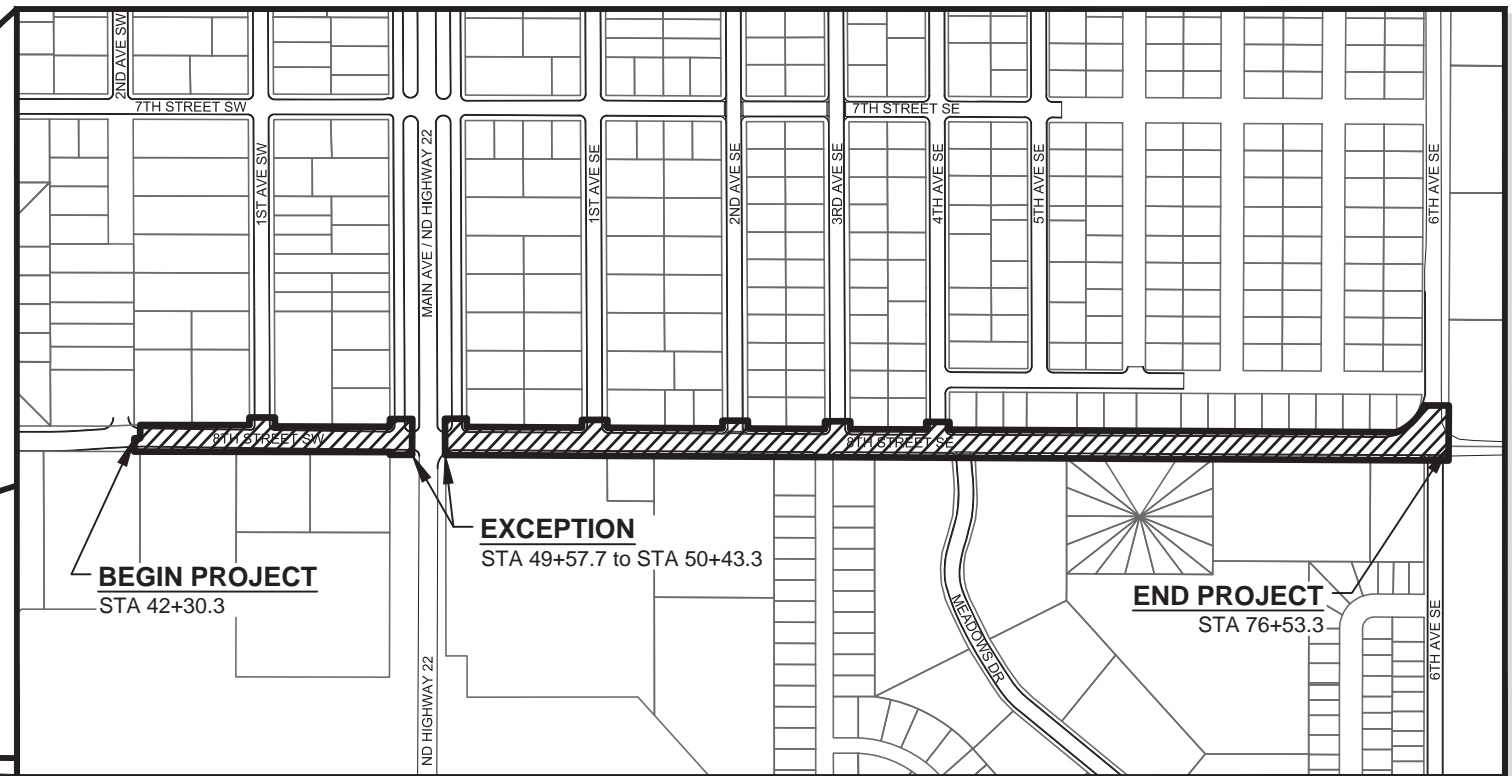 2ND AVE SW
7TH STREET SW
7TH STREET SE
1ST AVE SW
MAIN AVE / ND HIGHWAY 22
1ST AVE SE
2ND AVE SE
3RD AVE SE
4TH AVE SE
5TH AVE SE
6TH AVE SE
8TH STREET SW
8TH STREET SE
EXCEPTION
STA 49+57.7 to STA 50+43.3
BEGIN PROJECT
STA 42+30.3
END PROJECT
STA 76+53.3
MEADOWS DR
6TH AVE SE
ND HIGHWAY 22